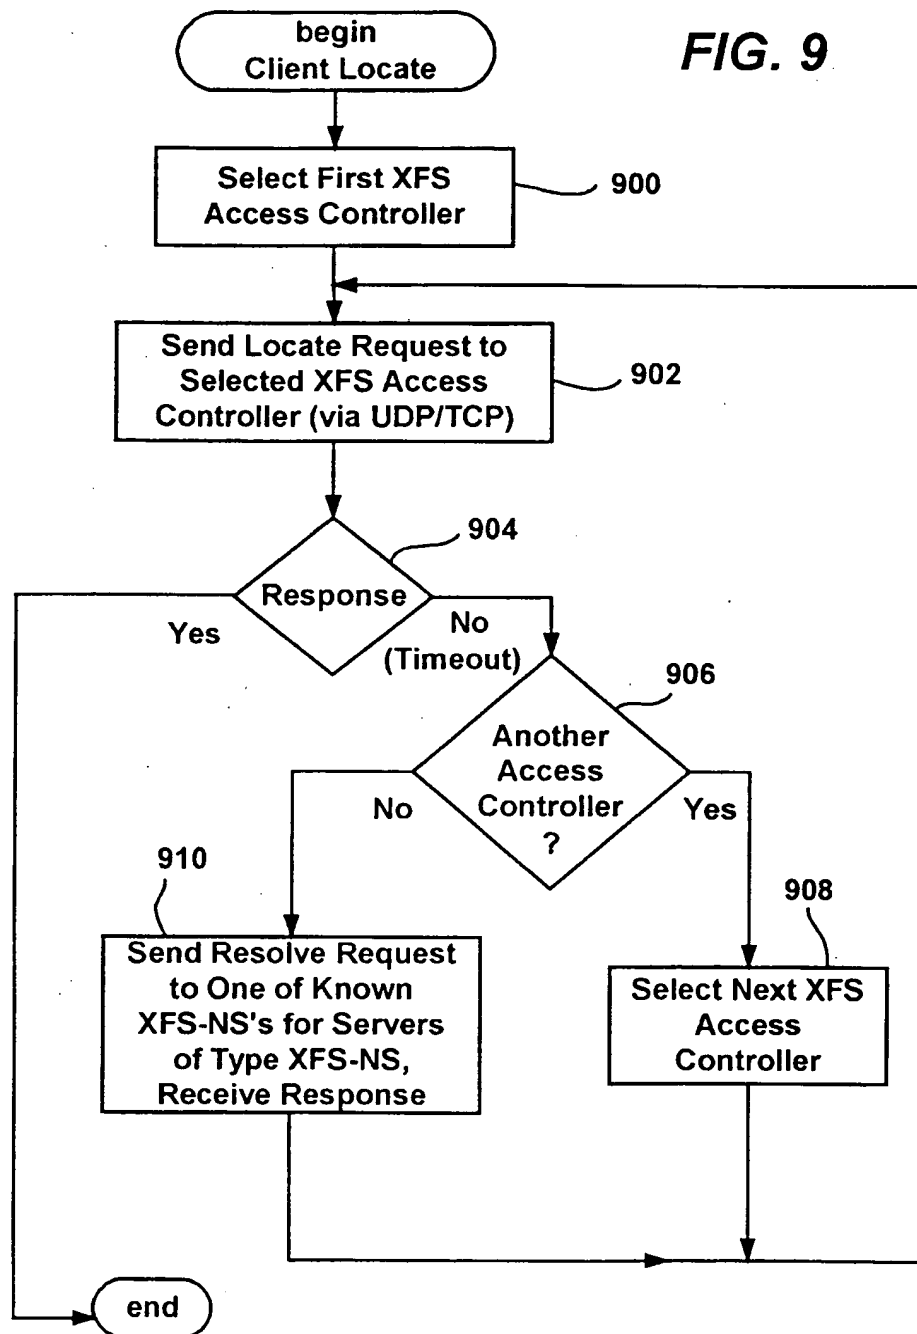 begin
Client Locate
FIG. 9
Select First XFS
Access Controller
900
Send Locate Request to
Selected XFS Access
Controller (via UDP/TCP)
902
904
Response
Yes
No
(Timeout)
906
Another
Access
Controller
?
No
Yes
910
908
Send Resolve Request
to One of Known
XFS-NS's for Servers
of Type XFS-NS,
Receive Response
Select Next XFS
Access
Controller
end